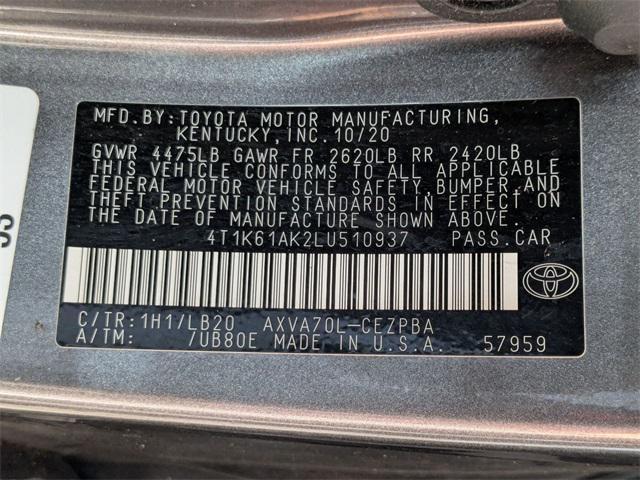 MFD.BY:TOYOTA MOTOR MANUFACTURING,
KENTUCKY,INC.10/20
GVWR 4475LB GAWR FR 2620LB RR 2420LB
THIS VEHICLE CONFORMS TO ALL APPLICABLE
FEDERAL MOTOR VEHICLE SAFETY,BUMPER,AND
THEFT PREVENTION STANDARDS IN EFFECT ON
THE DATE OF MANUFACTURE SHOWN ABOVE.
4T1K61AK2LU510937 PASS.CAR
C/TR:1H1/LB20 AXVA70L-CEZPBA
A/TM: /UB80E MADE IN U.S.A. 57959